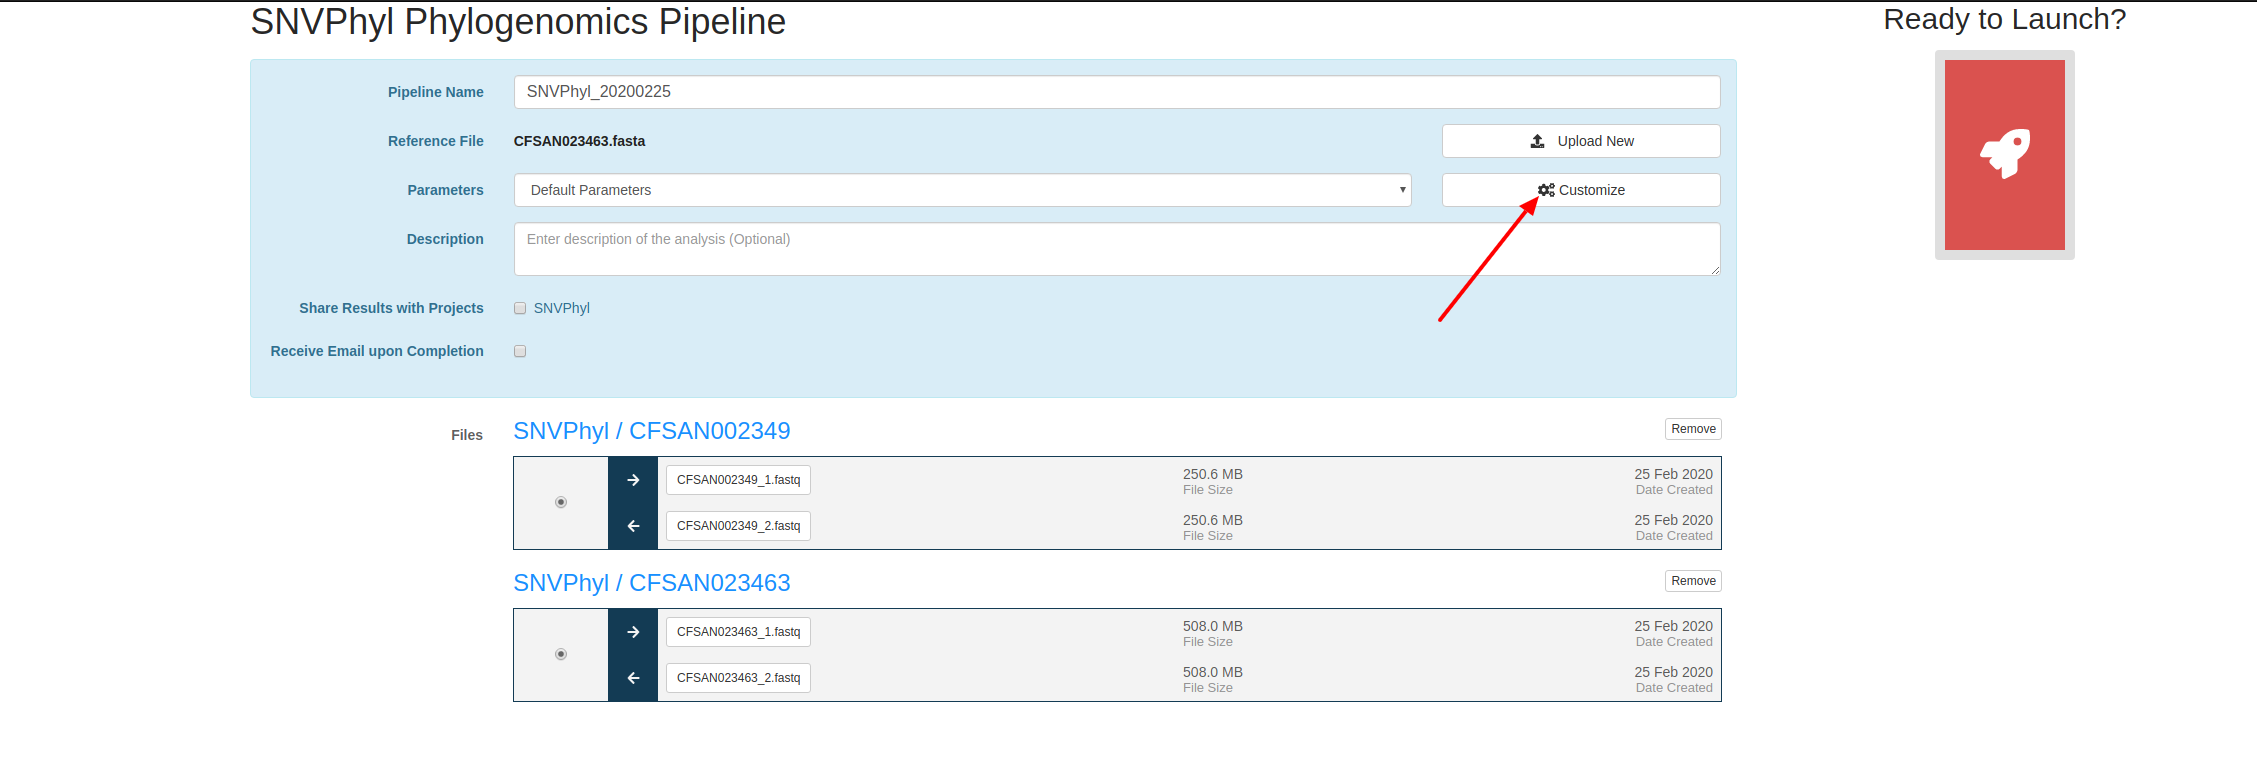 SNVPhyl Phylogenomics Pipeline
Ready to Launch?
Pipeline Name
SNVPhyl_20200225
Reference File
CFSAN023463.fasta
Upload New
Parameters
Default Parameters
Customize
Description
Enter description of the analysis (Optional)
Share Results with Projects
SNVPhyl
Receive Email upon Completion
Files
SNVPhyl / CFSAN002349
Remove
CFSAN002349_1.fastq
250.6 MB
File Size
25 Feb 2020
Date Created
CFSAN002349_2.fastq
250.6 MB
File Size
25 Feb 2020
Date Created
SNVPhyl / CFSAN023463
Remove
CFSAN023463_1.fastq
508.0 MB
File Size
25 Feb 2020
Date Created
CFSAN023463_2.fastq
508.0 MB
File Size
25 Feb 2020
Date Created